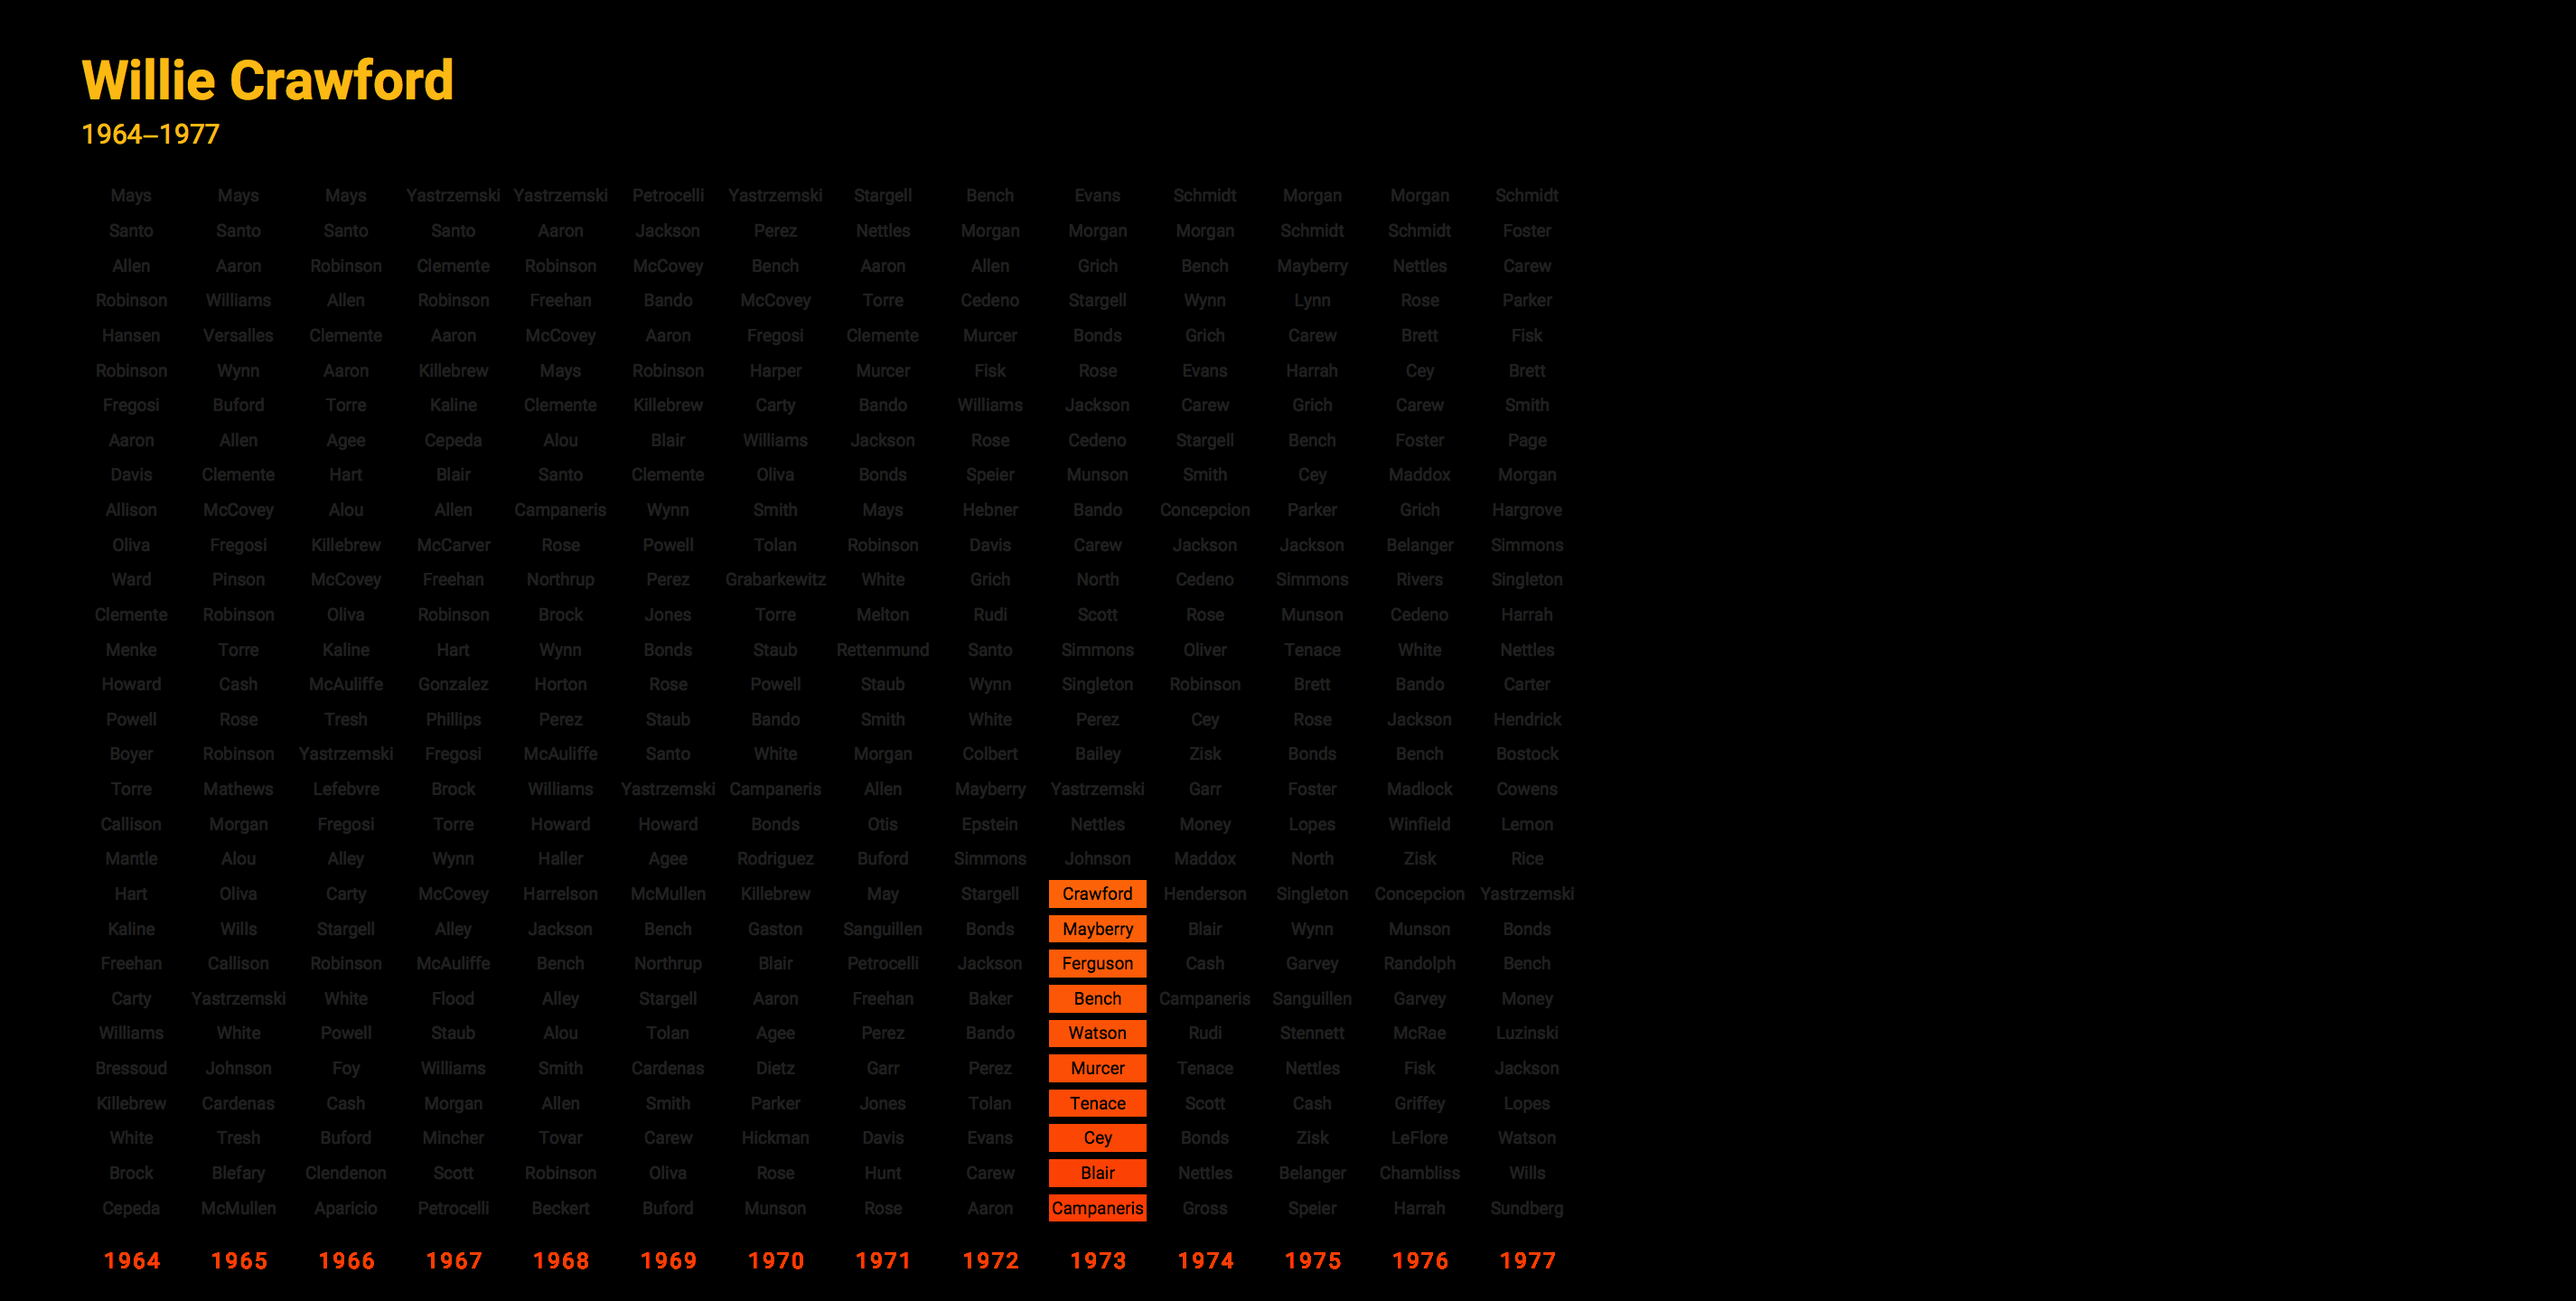 Willie Crawford
1964–1977
Mays Mays Mays Yastrzemski Yastrzemski Petrocelli Yastrzemski Stargell Bench Evans Schmidt Morgan Morgan Schmidt
Santo Santo Santo Santo Aaron Jackson Perez Nettles Morgan Morgan Morgan Schmidt Schmidt Foster
Allen Aaron Robinson Clemente Robinson McCovey Bench Aaron Allen Grich Bench Mayberry Nettles Carew
Robinson Williams Allen Robinson Freehan Bando McCovey Torre Cedeno Stargell Wynn Lynn Rose Parker
Hansen Versalles Clemente Aaron McCovey Aaron Fregosi Clemente Murcer Bonds Grich Carew Brett Fisk
Robinson Wynn Aaron Killebrew Mays Robinson Harper Murcer Fisk Rose Evans Harrah Cey Brett
Fregosi Buford Torre Kaline Clemente Killebrew Carty Bando Williams Jackson Carew Grich Carew Smith
Aaron Allen Agee Cepeda Alou Blair Williams Jackson Rose Cedeno Stargell Bench Foster Page
Davis Clemente Hart Blair Santo Clemente Oliva Bonds Speier Munson Smith Cey Maddox Morgan
Allison McCovey Alou Allen Campaneris Wynn Smith Mays Hebner Bando Concepcion Parker Grich Hargrove
Oliva Fregosi Killebrew McCarver Rose Powell Tolan Robinson Davis Carew Jackson Jackson Belanger Simmons
Ward Pinson McCovey Freehan Northrup Perez Grabarkewitz White Grich North Cedeno Simmons Rivers Singleton
Clemente Robinson Oliva Robinson Brock Jones Torre Melton Rudi Scott Rose Munson Cedeno Harrah
Menke Torre Kaline Hart Wynn Bonds Staub Rettenmund Santo Simmons Oliver Tenace White Nettles
Howard Cash McAuliffe Gonzalez Horton Rose Powell Staub Wynn Singleton Robinson Brett Bando Carter
Powell Rose Tresh Phillips Perez Staub Bando Smith White Perez Cey Rose Jackson Hendrick
Boyer Robinson Yastrzemski Fregosi McAuliffe Santo White Morgan Colbert Bailey Zisk Bonds Bench Bostock
Torre Mathews Lefebvre Brock Williams Yastrzemski Campaneris Allen Mayberry Yastrzemski Garr Foster Madlock Cowens
Callison Morgan Fregosi Torre Howard Howard Bonds Otis Epstein Nettles Money Lopes Winfield Lemon
Mantle Alou Alley Wynn Haller Agee Rodriguez Buford Simmons Johnson Maddox North Zisk Rice
Hart Oliva Carty McCovey Harrelson McMullen Killebrew May Stargell Crawford Henderson Singleton Concepcion Yastrzemski
Kaline Wills Stargell Alley Jackson Bench Gaston Sanguillen Bonds Mayberry Blair Wynn Munson Bonds
Freehan Callison Robinson McAuliffe Bench Northrup Blair Petrocelli Jackson Ferguson Cash Garvey Randolph Bench
Carty Yastrzemski White Flood Alley Stargell Aaron Freehan Baker Bench Campaneris Sanguillen Garvey Money
Williams White Powell Staub Alou Tolan Agee Perez Bando Watson Rudi Stennett McRae Luzinski
Bressoud Johnson Foy Williams Smith Cardenas Dietz Garr Perez Murcer Tenace Nettles Fisk Jackson
Killebrew Cardenas Cash Morgan Allen Smith Parker Jones Tolan Tenace Scott Cash Griffey Lopes
White Tresh Buford Mincher Tovar Carew Hickman Davis Evans Cey Bonds Zisk LeFlore Watson
Brock Blefary Clendenon Scott Robinson Oliva Rose Hunt Carew Blair Nettles Belanger Chambliss Wills
Cepeda McMullen Aparicio Petrocelli Beckert Buford Munson Rose Aaron Campaneris Gross Speier Harrah Sundberg
1964 1965 1966 1967 1968 1969 1970 1971 1972 1973 1974 1975 1976 1977